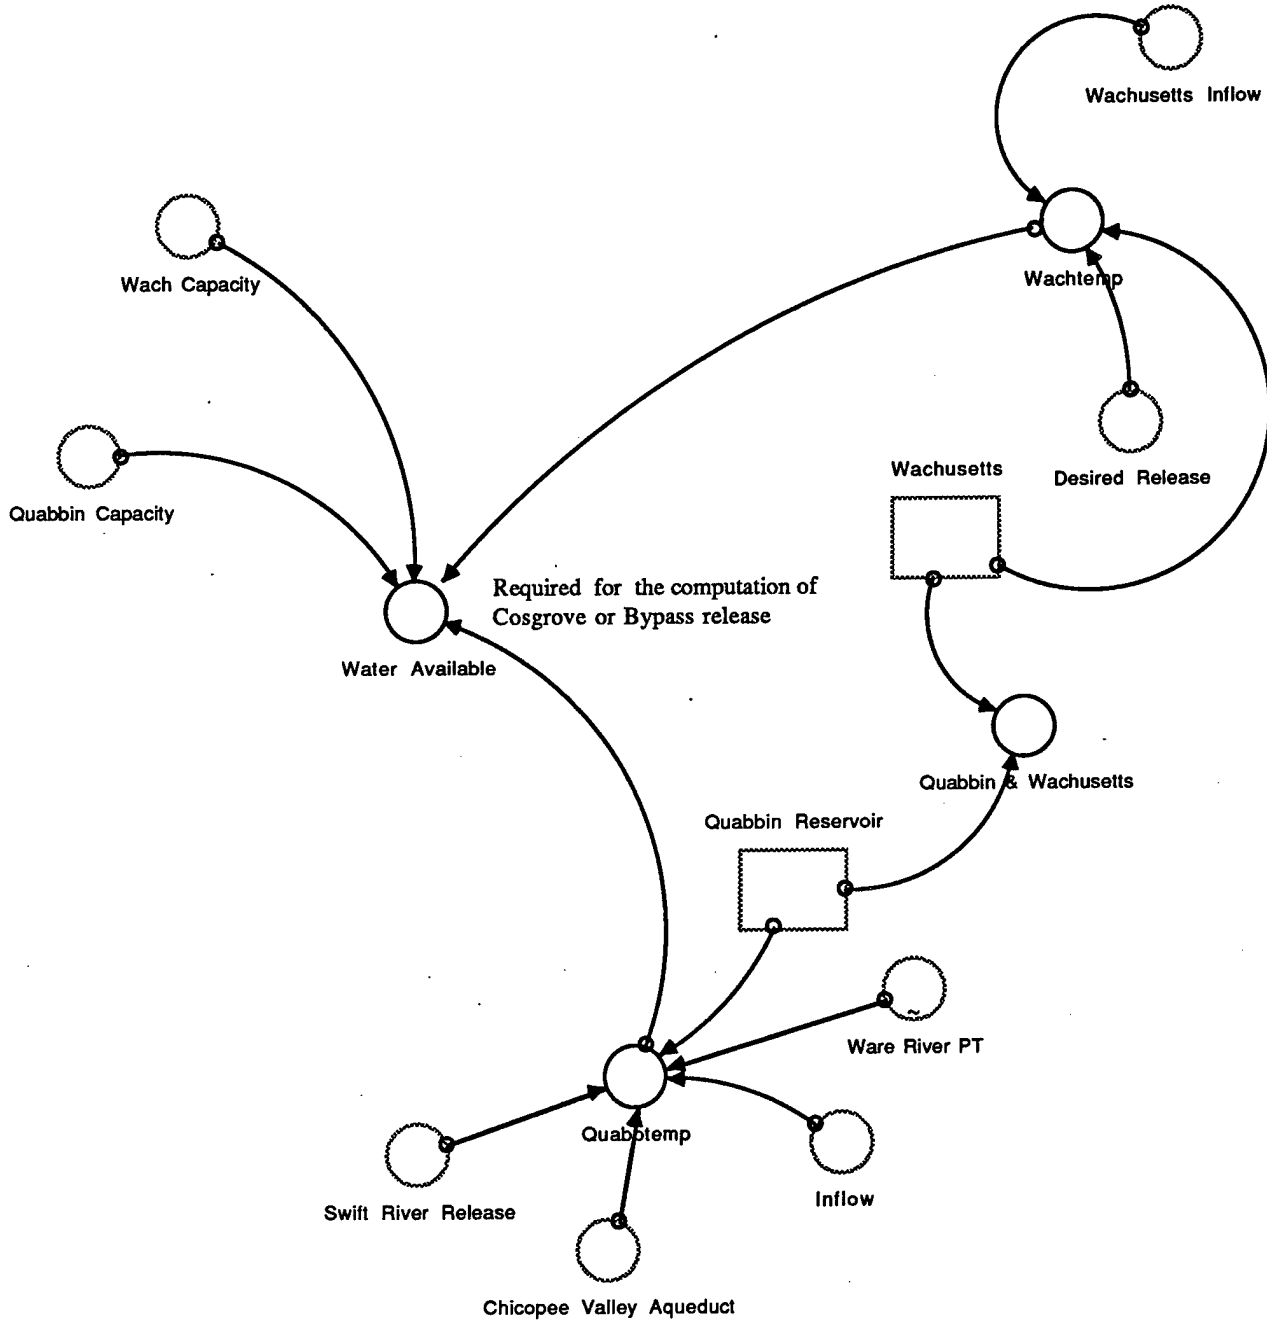 Wachusetts Inflow
Wach Capacity
Wachtemp
Wachusetts
Desired Release
Quabbin Capacity
Required for the computation of
Cosgrove or Bypass release
Water Available
Quabbin & Wachusetts
Quabbin Reservoir
~
Ware River PT
Quabbtemp
Inflow
Swift River Release
Chicopee Valley Aqueduct